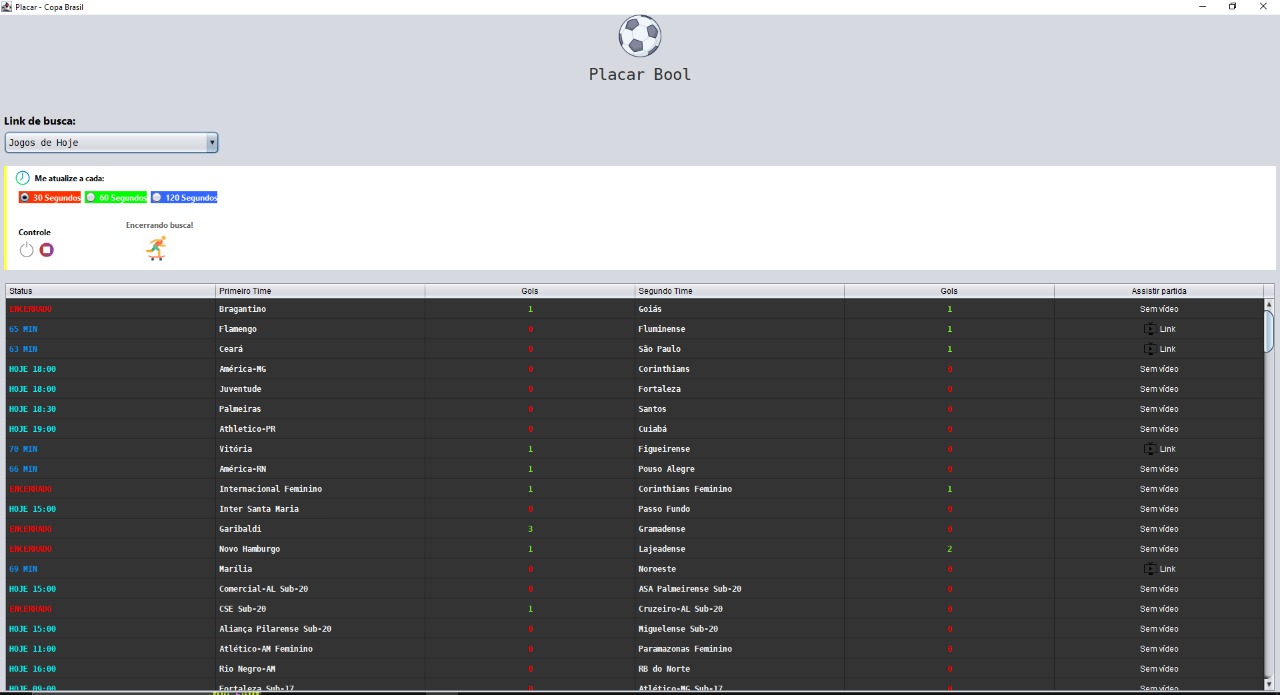 Placar - Copa Brasil
Placar Bool
Link de busca:
Jogos de Hoje
Me atualize a cada:
30 Segundos 60 Segundos 120 Segundos
Encerrando busca!
Controle
Status Primeiro Time Gols Segundo Time Gols Assistir partida
ENCERRADO Bragantino 1 Goiás 1 Sem vídeo
65 MIN Flamengo 0 Fluminense 1 Link
63 MIN Ceará 0 São Paulo 1 Link
HOJE 18:00 América-MG 0 Corinthians 0 Sem vídeo
HOJE 18:00 Juventude 0 Fortaleza 0 Sem vídeo
HOJE 18:30 Palmeiras 0 Santos 0 Sem vídeo
HOJE 19:00 Athletico-PR 0 Cuiabá 0 Sem vídeo
70 MIN Vitória 1 Figueirense 0 Link
66 MIN América-RN 1 Pouso Alegre 0 Sem vídeo
ENCERRADO Internacional Feminino 1 Corinthians Feminino 1 Sem vídeo
HOJE 15:00 Inter Santa Maria 0 Passo Fundo 0 Sem vídeo
ENCERRADO Garibaldi 3 Gramadense 0 Sem vídeo
ENCERRADO Novo Hamburgo 1 Lajeadense 2 Sem vídeo
69 MIN Marília 0 Noroeste 0 Link
HOJE 15:00 Comercial-AL Sub-20 0 ASA Palmeirense Sub-20 0 Sem vídeo
ENCERRADO CSE Sub-20 1 Cruzeiro-AL Sub-20 0 Sem vídeo
HOJE 15:00 Aliança Pilarense Sub-20 0 Miguelense Sub-20 0 Sem vídeo
HOJE 11:00 Atlético-AM Feminino 0 Paramazonas Feminino 0 Sem vídeo
HOJE 16:00 Rio Negro-AM 0 RB do Norte 0 Sem vídeo
HOJE 09:00 Fortaleza Sub-17 0 Atlético-MG Sub-17 0 Sem vídeo